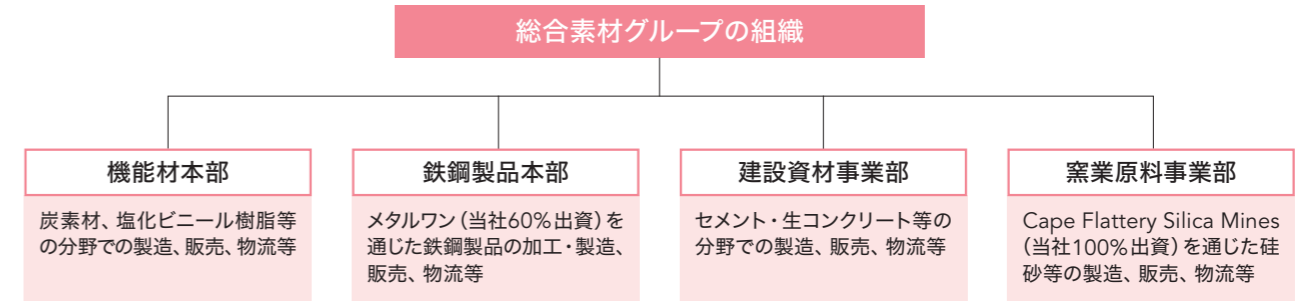 総合素材グループの組織
機能材本部
炭素材、塩化ビニール樹脂等
の分野での製造、販売、物流等
鉄鋼製品本部
メタルワン（当社60%出資）を
通じた鉄鋼製品の加工・製造、
販売、物流等
建設資材事業部
セメント・生コンクリート等の
分野での製造、販売、物流等
窯業原料事業部
Cape Flattery Silica Mines
（当社100%出資）を通じた硅
砂等の製造、販売、物流等